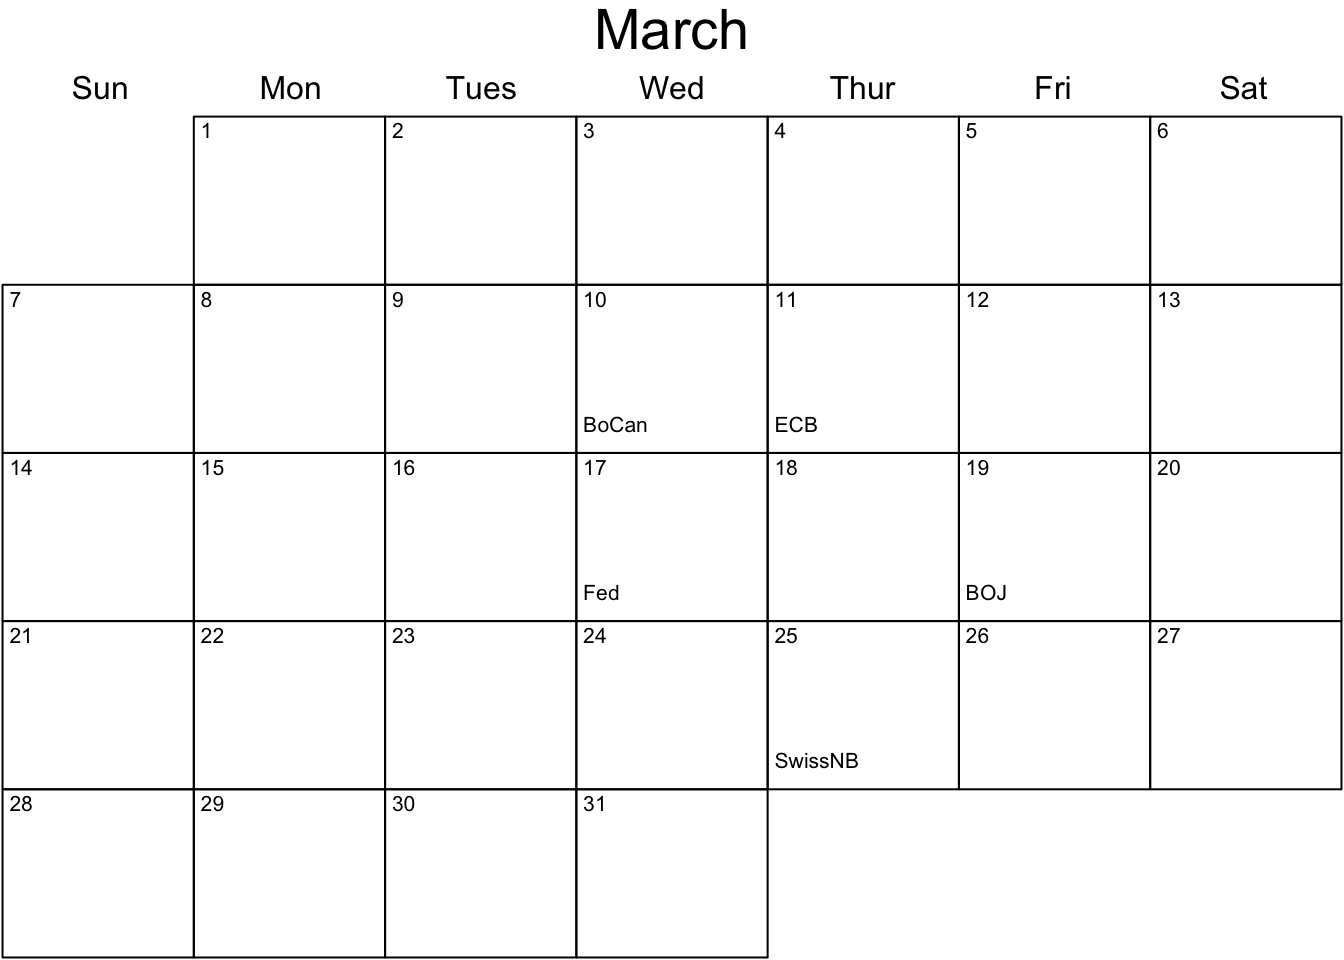 March
Sun Mon Tues Wed Thur Fri Sat
1 2 3 4 5 6
7 8 9 10 11 12 13
BoCan ECB
14 15 16 17 18 19 20
Fed BOJ
21 22 23 24 25 26 27
SwissNB
28 29 30 31